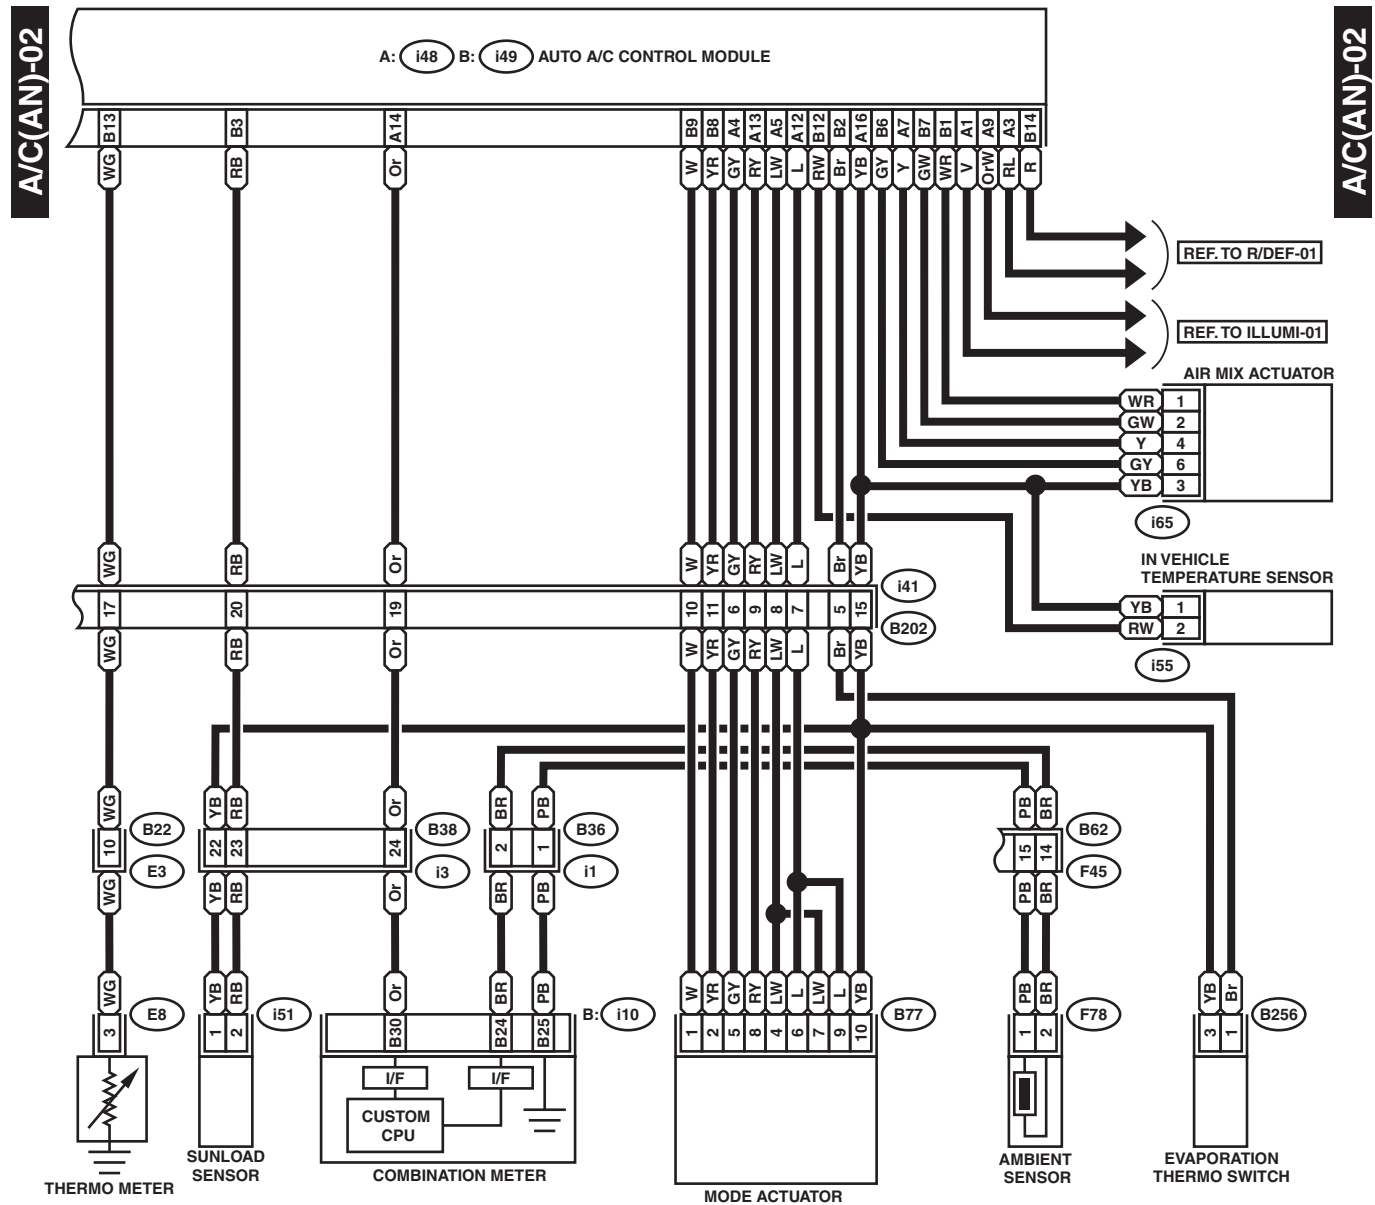 A/C(AN)-02
A/C(AN)-02
A: i48 B: i49 AUTO A/C CONTROL MODULE
B13 B3 A14 B9 B8 A4 A13 A5 A12 B12 B2 A16 B6 A7 B7 B1 A1 A9 A3 B14
WG RB Or W YR GY RY LW L RW Br YB GY Y GW WR V OrW RL R
REF. TO R/DEF-01
REF. TO ILLUMI-01
AIR MIX ACTUATOR
WR 1
GW 2
Y 4
GY 6
YB 3
i65
IN VEHICLE
TEMPERATURE SENSOR
YB 1
RW 2
i55
WG RB Or W YR GY RY LW L Br YB
i41
17 20 19 10 11 6 9 8 7 5 15
B202
WG RB Or W YR GY RY LW L Br YB
WG YB RB Or BR PB PB BR
B22 B38 B36 B62
10 22 23 24 2 1 15 14
E3 i3 i1 F45
WG YB RB Or BR PB PB BR
WG YB RB Or BR PB W YR GY RY LW L LW L YB PB BR YB Br
E8 i51 B: i10 B77 F78 B256
3 1 2 B30 B24 B25 1 2 5 8 4 6 7 9 10 1 2 3 1
I/F I/F
CUSTOM
CPU
THERMO METER
SUNLOAD
SENSOR
COMBINATION METER
MODE ACTUATOR
AMBIENT
SENSOR
EVAPORATION
THERMO SWITCH